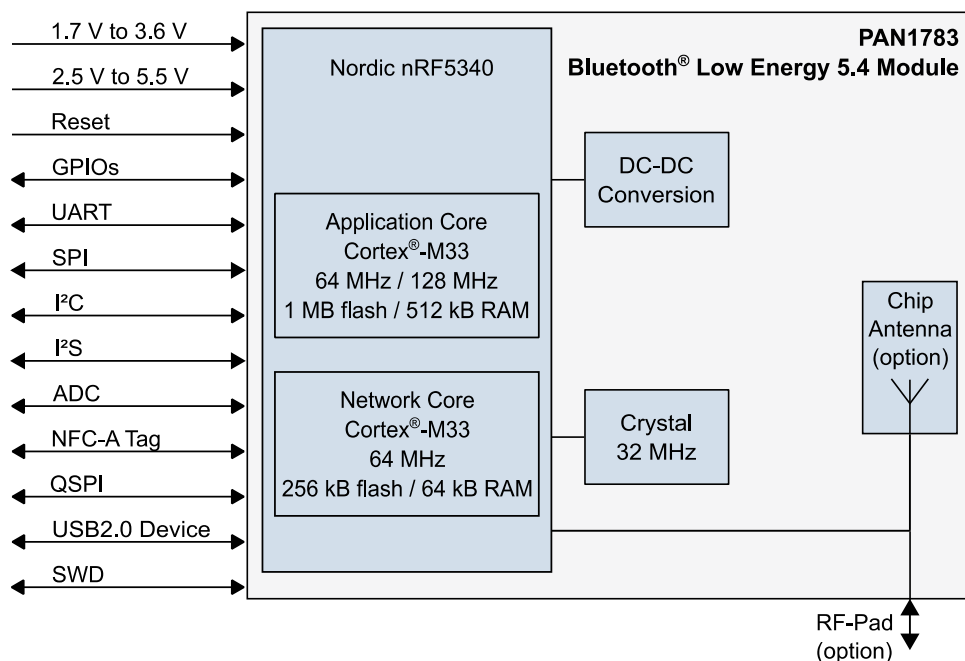 1.7 V to 3.6 V
2.5 V to 5.5 V
Reset
GPIOs
UART
SPI
I²C
I²S
ADC
NFC-A Tag
QSPI
USB2.0 Device
SWD
Nordic nRF5340
Application Core
Cortex®-M33
64 MHz / 128 MHz
1 MB flash / 512 kB RAM
Network Core
Cortex®-M33
64 MHz
256 kB flash / 64 kB RAM
PAN1783
Bluetooth® Low Energy 5.4 Module
DC-DC
Conversion
Crystal
32 MHz
Chip
Antenna
(option)
RF-Pad
(option)